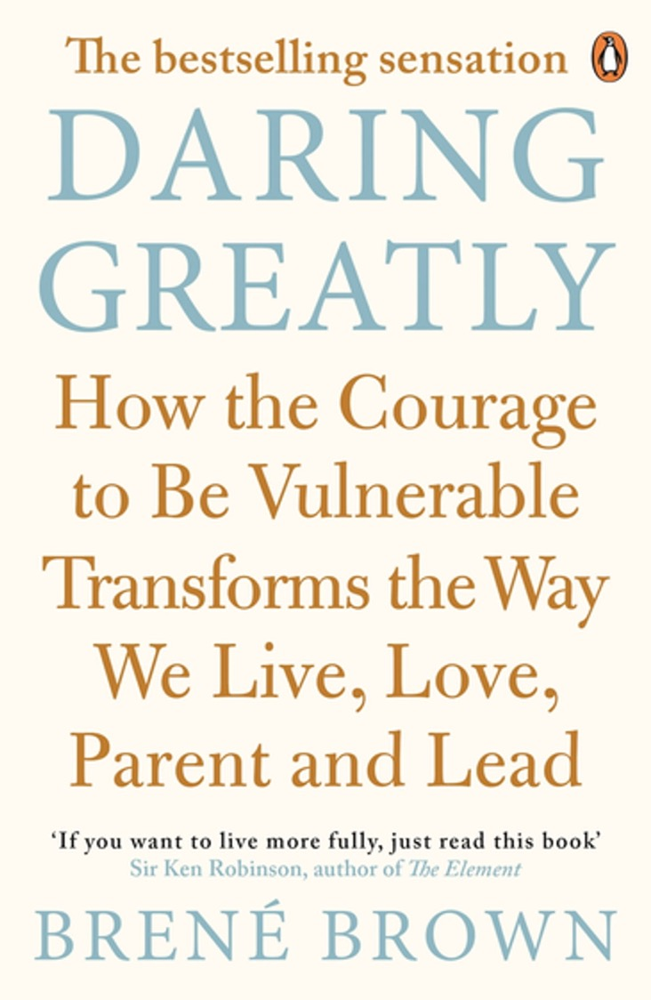 The bestselling sensation
DARING
GREATLY
How the Courage
to Be Vulnerable
Transforms the Way
We Live, Love,
Parent and Lead
‘If you want to live more fully, just read this book’
Sir Ken Robinson, author of The Element
BRENÉ BROWN